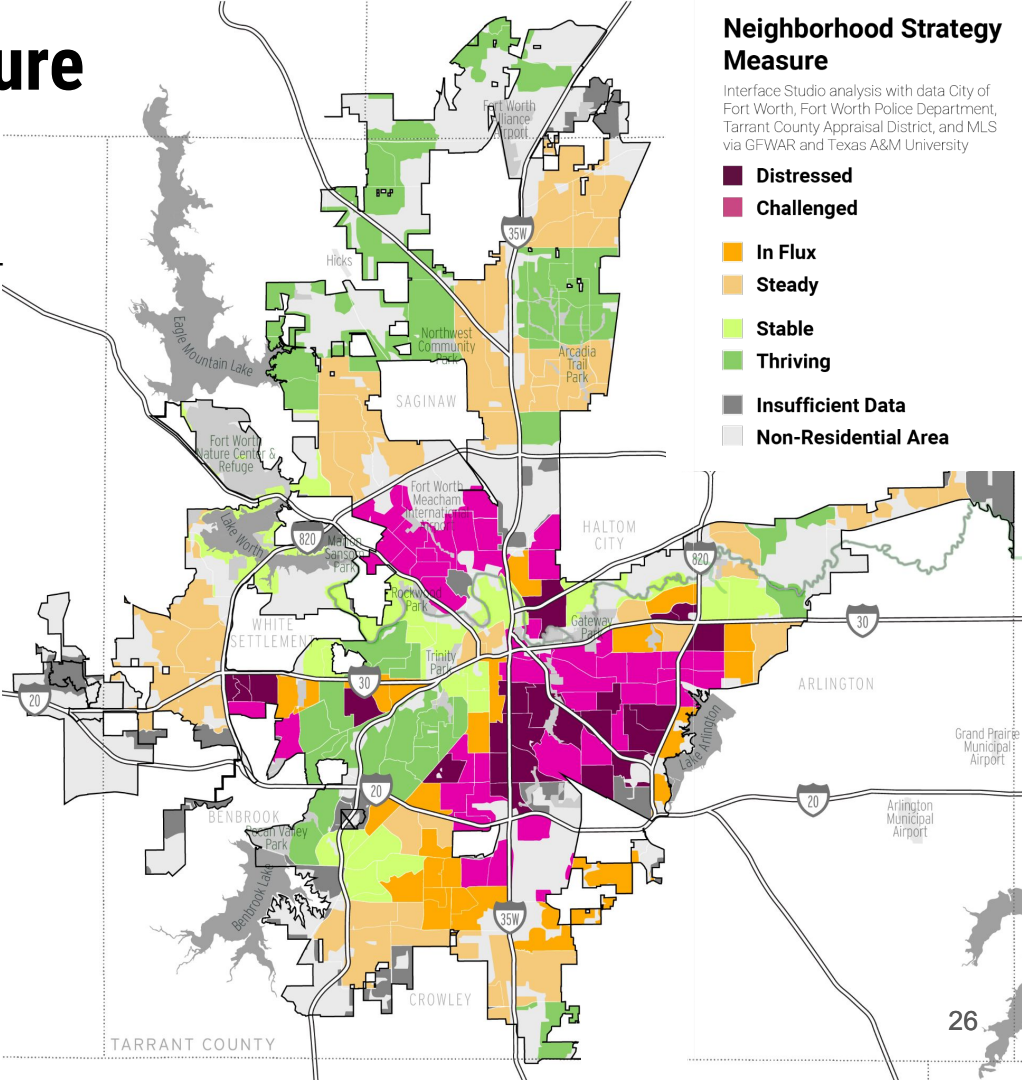 ure
Neighborhood Strategy
Measure
Interface Studio analysis with data City of
Fort Worth, Fort Worth Police Department,
Tarrant County Appraisal District, and MLS
via GFWAR and Texas A&M University
Distressed
Challenged
In Flux
Steady
Stable
Thriving
Insufficient Data
Non-Residential Area
Fort Worth
Alliance
Airport
35W
Hicks
Eagle Mountain Lake
Northwest
Community
Park
Arcadia
Trail
Park
SAGINAW
Fort Worth
Nature Center &
Refuge
Fort Worth
Meacham
International
Airport
HALTOM
CITY
Lake Worth
820
Marion
Sansom
Park
820
Rockwood
Park
Gateway
Park
30
WHITE
SETTLEMENT
Trinity
Park
30
20
ARLINGTON
Lake Arlington
Grand Prairie
Municipal
Airport
20
20
Arlington
Municipal
Airport
BENBROOK
Pecan Valley
Park
Benbrook Lake
35W
CROWLEY
26
TARRANT COUNTY